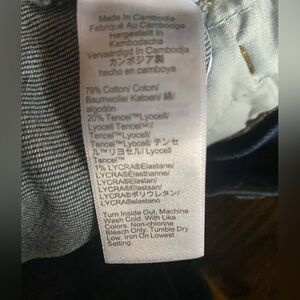 Made In Cambodia
Fabriqué Au Cambodge
Hergestellt In
Kambodscha
Vervaardigd In Cambodja
カンボジア製
hecho en camboya
79% Cotton/ Coton/
Baumwolle/ Katoen/ 綿/
algodón
20% Tencel™Lyocell/
Lyocell Tencel™/
Tencel™Lyocell/ テンセ
ル™リヨセル/ Lyocell
Tencel™
1% LYCRA®Elastane/
LYCRA®Élasthanne/
LYCRA®Elastan/
LYCRA®Elastaan/
LYCRA®ポリウレタン/
LYCRA®elastano
Turn Inside Out, Machine
Wash Cold. With Like
Colors. Non-chlorine
Bleach Only. Tumble Dry
Low. Iron On Lowest
Setting.